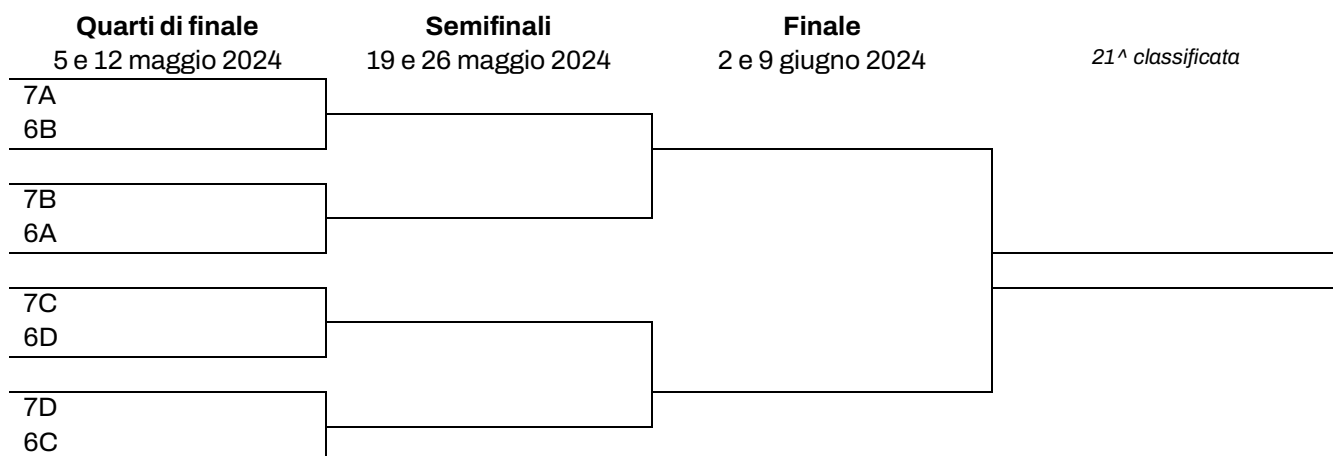 Quarti di finale Semifinali Finale
5 e 12 maggio 2024 19 e 26 maggio 2024 2 e 9 giugno 2024 21^ classificata
7A
6B
7B
6A
7C
6D
7D
6C